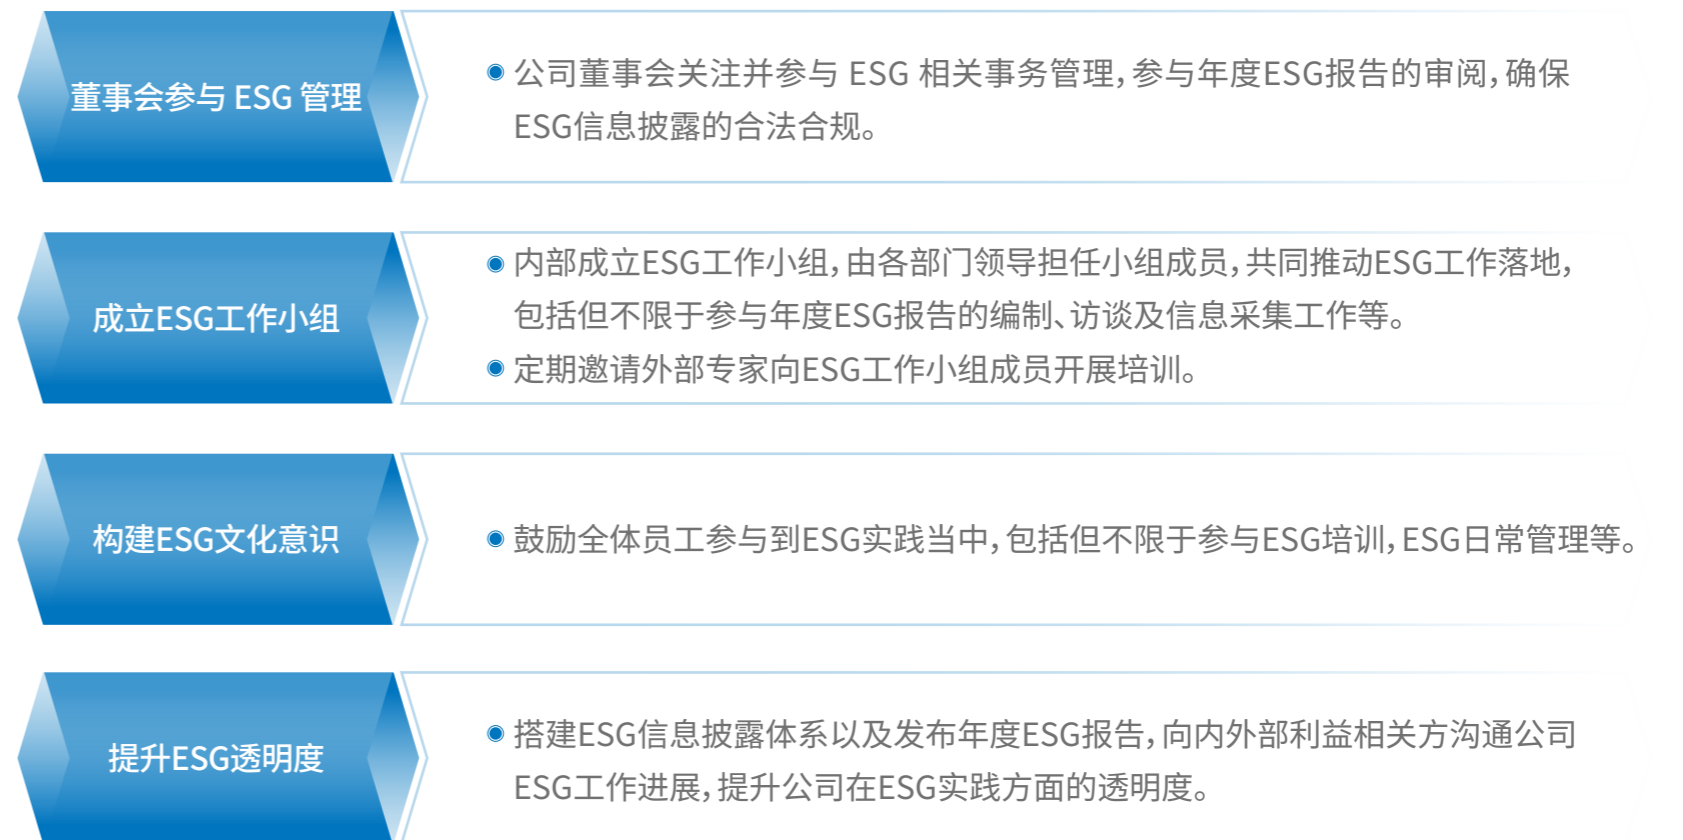 董事会参与 ESG 管理
◉ 公司董事会关注并参与 ESG 相关事务管理，参与年度ESG报告的审阅，确保
ESG信息披露的合法合规。
成立ESG工作小组
◉ 内部成立ESG工作小组，由各部门领导担任小组成员，共同推动ESG工作落地，
包括但不限于参与年度ESG报告的编制、访谈及信息采集工作等。
◉ 定期邀请外部专家向ESG工作小组成员开展培训。
构建ESG文化意识
◉ 鼓励全体员工参与到ESG实践当中，包括但不限于参与ESG培训，ESG日常管理等。
提升ESG透明度
◉ 搭建ESG信息披露体系以及发布年度ESG报告，向内外部利益相关方沟通公司
ESG工作进展，提升公司在ESG实践方面的透明度。